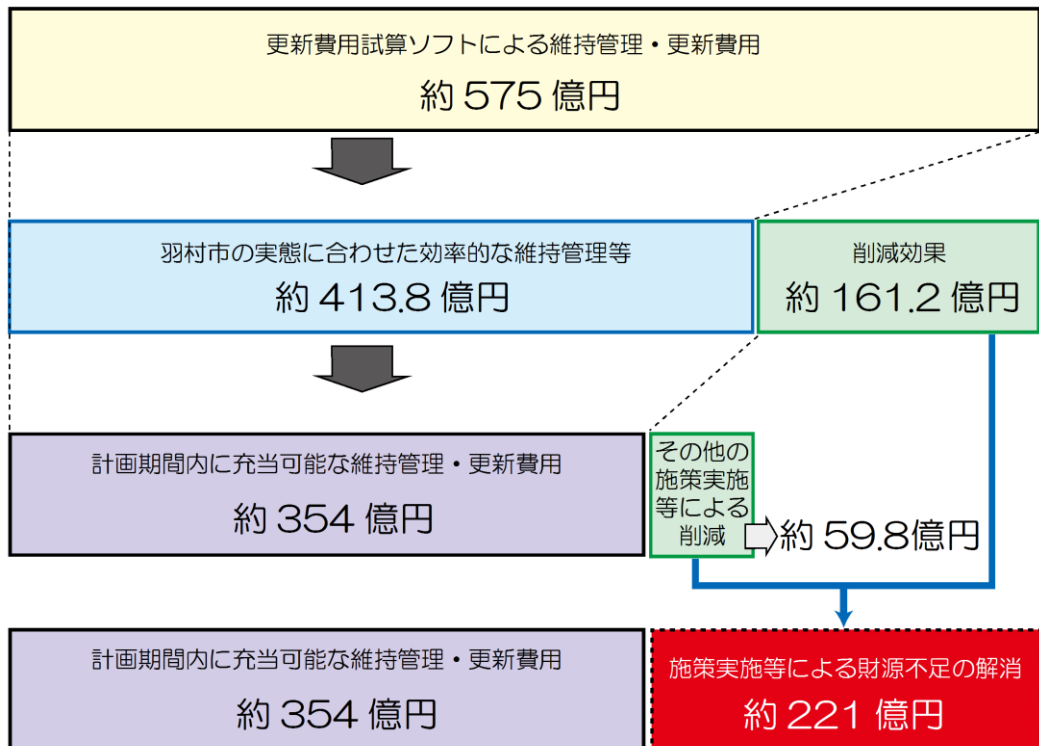 更新費用試算ソフトによる維持管理・更新費用
約 575 億円
羽村市の実態に合わせた効率的な維持管理等
約 413.8 億円
削減効果
約 161.2 億円
計画期間内に充当可能な維持管理・更新費用
約 354 億円
その他の
施策実施
等による
削減
約 59.8億円
計画期間内に充当可能な維持管理・更新費用
約 354 億円
施策実施等による財源不足の解消
約 221 億円